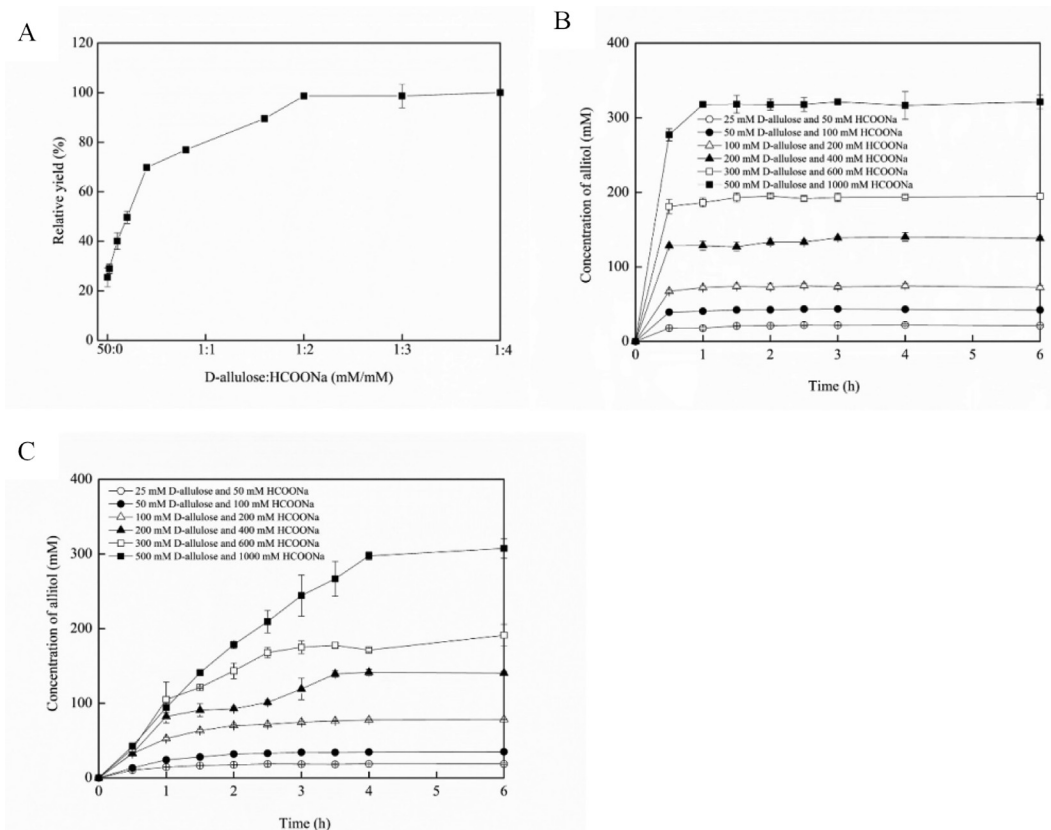 A
120
100
80
60
40
20
0
Relative yield (%)
50:0 1:1 1:2 1:3 1:4
D-allulose:HCOONa (mM/mM)
B
400
300
200
100
0
Concentration of allitol (mM)
25 mM D-allulose and 50 mM HCOONa
50 mM D-allulose and 100 mM HCOONa
100 mM D-allulose and 200 mM HCOONa
200 mM D-allulose and 400 mM HCOONa
300 mM D-allulose and 600 mM HCOONa
500 mM D-allulose and 1000 mM HCOONa
0 1 2 3 4 5 6
Time (h)
C
400
300
200
100
0
Concentration of allitol (mM)
25 mM D-allulose and 50 mM HCOONa
50 mM D-allulose and 100 mM HCOONa
100 mM D-allulose and 200 mM HCOONa
200 mM D-allulose and 400 mM HCOONa
300 mM D-allulose and 600 mM HCOONa
500 mM D-allulose and 1000 mM HCOONa
0 1 2 3 4 5 6
Time (h)